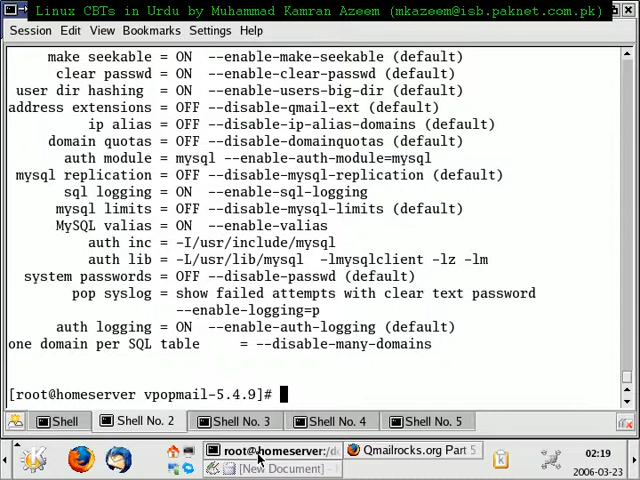 Linux CBTs in Urdu by Muhammad Kamran Azeem (mkazeem@isb.paknet.com.pk)
Session Edit View Bookmarks Settings Help
make seekable = ON --enable-make-seekable (default)
clear passwd = ON --enable-clear-passwd (default)
user dir hashing = ON --enable-users-big-dir (default)
address extensions = OFF --disable-qmail-ext (default)
ip alias = OFF --disable-ip-alias-domains (default)
domain quotas = OFF --disable-domainquotas (default)
auth module = mysql --enable-auth-module=mysql
mysql replication = OFF --disable-mysql-replication (default)
sql logging = ON --enable-sql-logging
mysql limits = OFF --disable-mysql-limits (default)
MySQL valias = ON --enable-valias
auth inc = -I/usr/include/mysql
auth lib = -L/usr/lib/mysql -lmysqlclient -lz -lm
system passwords = OFF --disable-passwd (default)
pop syslog = show failed attempts with clear text password
--enable-logging=p
auth logging = ON --enable-auth-logging (default)
one domain per SQL table = --disable-many-domains
[root@homeserver vpopmail-5.4.9]#
Shell Shell No. 2 Shell No. 3 Shell No. 4 Shell No. 5
root@homeserver:/d Qmailrocks.org Part 5
[New Document] -
02:19
2006-03-23